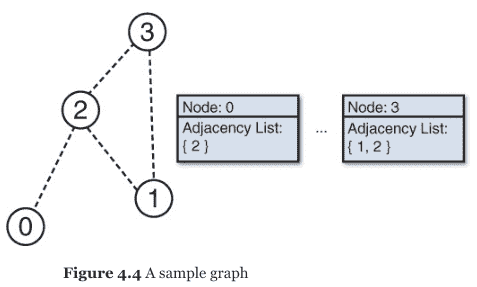 3
2
1
0
Node: 0
Adjacency List:
{ 2 }
...
Node: 3
Adjacency List:
{ 1, 2 }
Figure 4.4 A sample graph